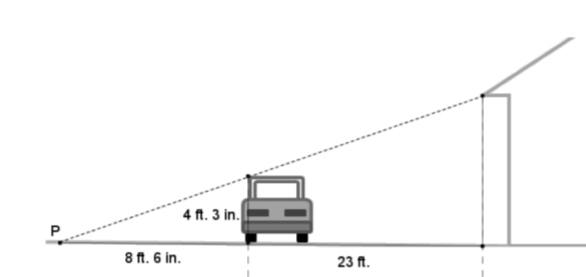 4 ft. 3 in.
P
8 ft. 6 in.
23 ft.